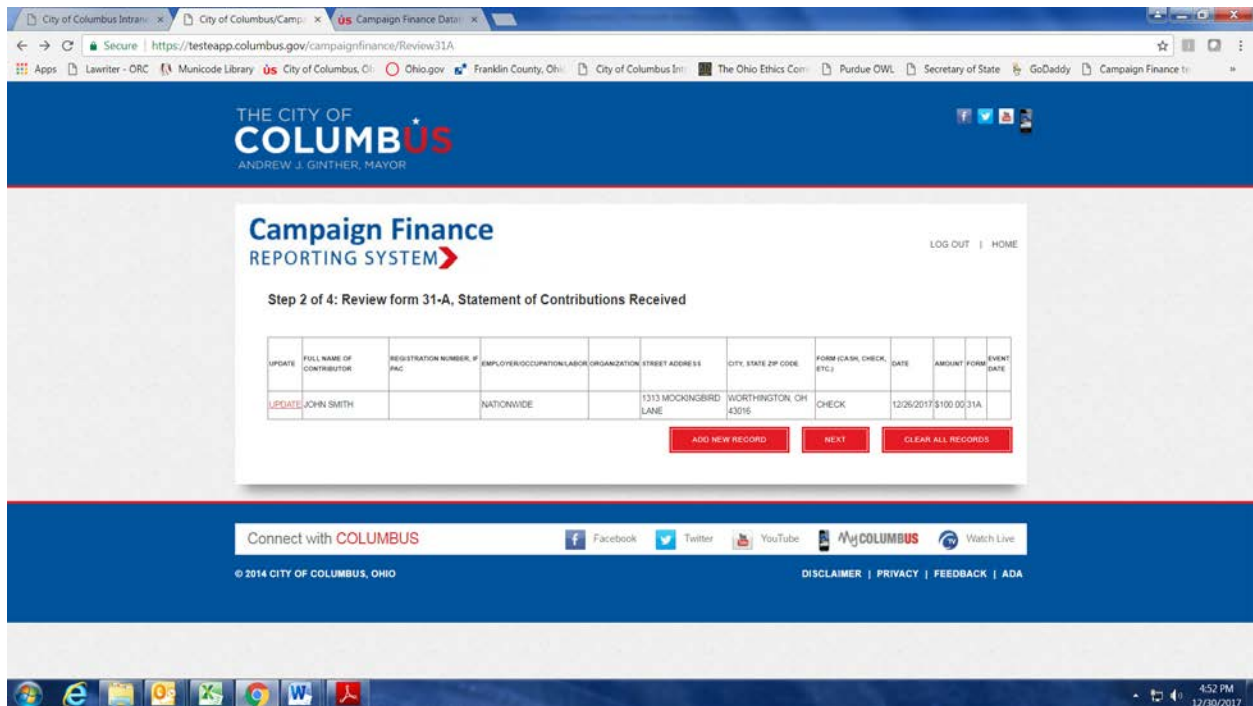 City of Columbus Intran
City of Columbus/Campa
Campaign Finance Datal
Secure | https://testeapp.columbus.gov/campaignfinance/Review31A
Apps Lawriter - ORC Municode Library City of Columbus, O Ohio.gov Franklin County, Ohi City of Columbus Int The Ohio Ethics Com Purdue OWL Secretary of State GoDaddy Campaign Finance te
THE CITY OF
COLUMBUS
ANDREW J. GINTHER, MAYOR
Campaign Finance
REPORTING SYSTEM
LOG OUT | HOME
Step 2 of 4: Review form 31-A, Statement of Contributions Received
UPDATE FULL NAME OF CONTRIBUTOR REGISTRATION NUMBER, IF PAC EMPLOYER/OCCUPATION/LABOR ORGANIZATION STREET ADDRESS CITY, STATE ZIP CODE FORM (CASH, CHECK, ETC.) DATE AMOUNT FORM EVENT DATE
UPDATE JOHN SMITH NATIONWIDE 1313 MOCKINGBIRD LANE WORTHINGTON, OH 43016 CHECK 12/26/2017 $100.00 31A
ADD NEW RECORD NEXT CLEAR ALL RECORDS
Connect with COLUMBUS
Facebook Twitter YouTube MyCOLUMBUS Watch Live
© 2014 CITY OF COLUMBUS, OHIO
DISCLAIMER | PRIVACY | FEEDBACK | ADA
4:52 PM
12/30/2017